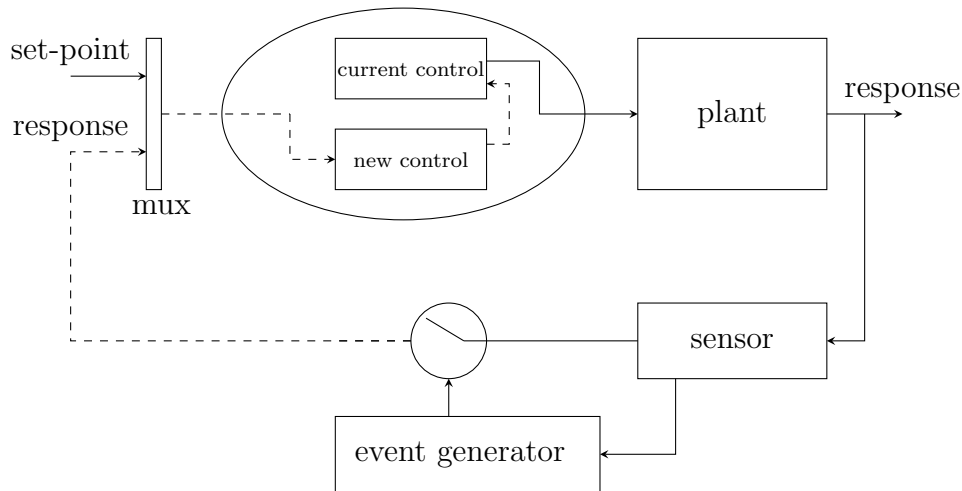 set-point
response
mux
current control
new control
plant
response
sensor
event generator